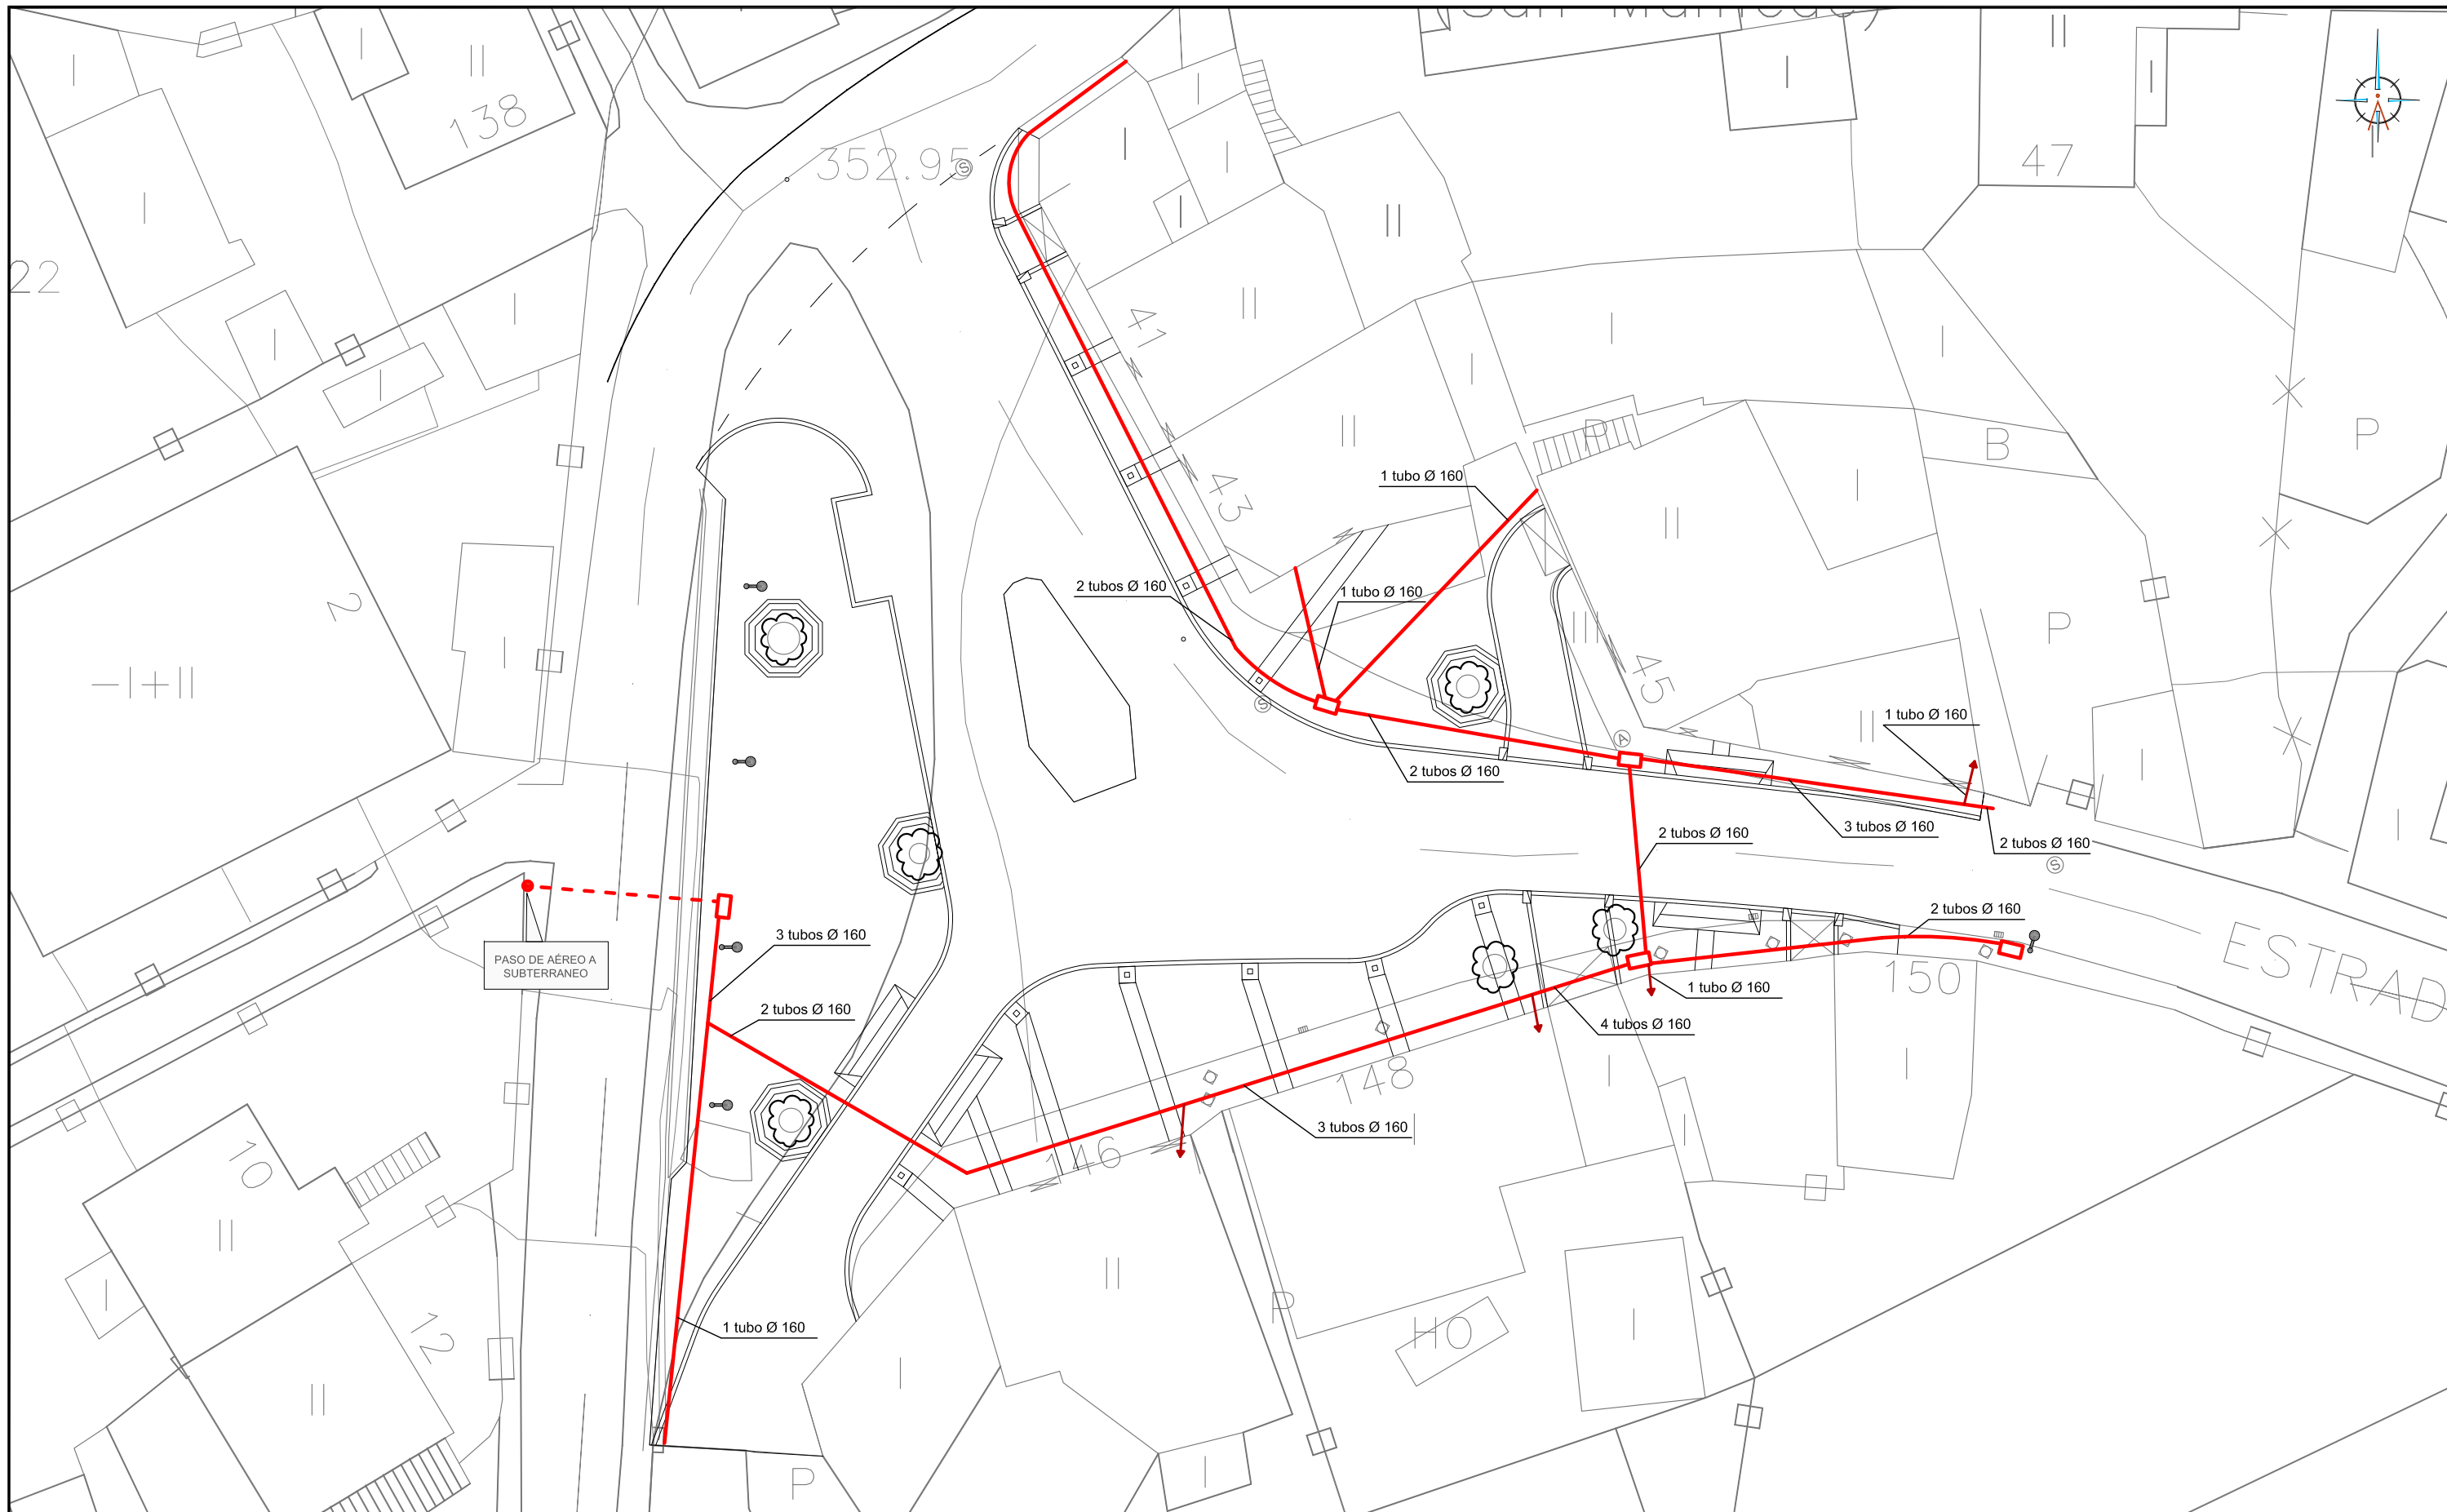 138
352.95
47
22
41
P
B
P
1 tubo Ø 160
43
2 tubos Ø 160
1 tubo Ø 160
2
P
-I+II
45
III
A
S
S
S
1 tubo Ø 160
2 tubos Ø 160
3 tubos Ø 160
2 tubos Ø 160
2 tubos Ø 160
2 tubos Ø 160
ESTRAD
3 tubos Ø 160
PASO DE AÉREO A
SUBTERRANEO
150
1 tubo Ø 160
2 tubos Ø 160
4 tubos Ø 160
148
3 tubos Ø 160
146
10
P
HO
1 tubo Ø 160
12
P